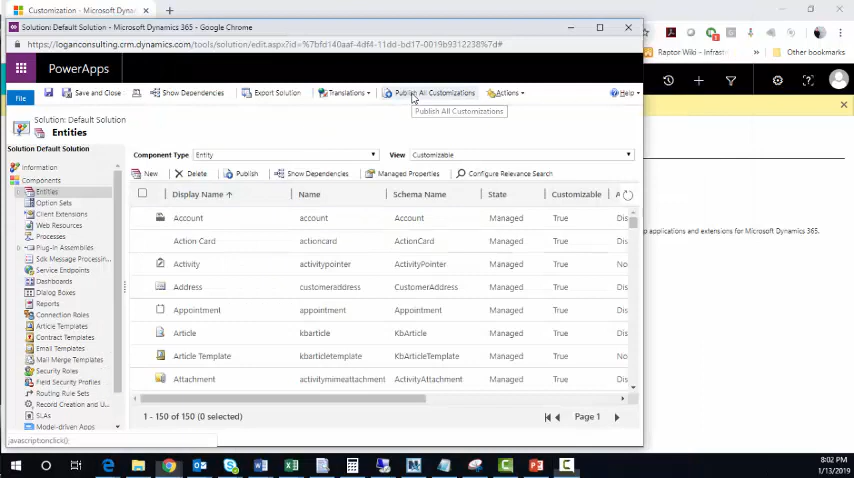 Customization - Microsoft Dynam
Solution: Default Solution - Microsoft Dynamics 365 - Google Chrome
https://loganconsulting.crm.dynamics.com/tools/solution/edit.aspx?id=%7bfd140aaf-4df4-11dd-bd17-0019b9312238%7d#
Raptor Wiki - Infrast
Other bookmarks
PowerApps
File
Save and Close
Show Dependencies
Export Solution
Translations
Publish All Customizations
Actions
Help
Publish All Customizations
Solution: Default Solution
Entities
Solution Default Solution
Component Type
Entity
View
Customizable
Information
Components
Entities
Option Sets
Client Extensions
Web Resources
Processes
Plug-in Assemblies
Sdk Message Processin...
Service Endpoints
Dashboards
Dialog Boxes
Reports
Connection Roles
Article Templates
Contract Templates
Email Templates
Mail Merge Templates
Security Roles
Field Security Profiles
Routing Rule Sets
Record Creation and U...
SLAs
Model-driven Apps
New
Delete
Publish
Show Dependencies
Managed Properties
Configure Relevance Search
Display Name Name Schema Name State Customizable A
Account account Account Managed True Dis
Action Card actioncard ActionCard Managed True Dis
Activity activitypointer ActivityPointer Managed True No
Address customeraddress CustomerAddress Managed True Dis
Appointment appointment Appointment Managed True Dis
Article kbarticle KbArticle Managed True Dis
Article Template kbarticletemplate KbArticleTemplate Managed True No
Attachment activitymimeattachment ActivityAttachment Managed True Dis
1 - 150 of 150 (0 selected)
Page 1
p applications and extensions for Microsoft Dynamics 365.
javascript:onclick();
8:02 PM
1/13/2019